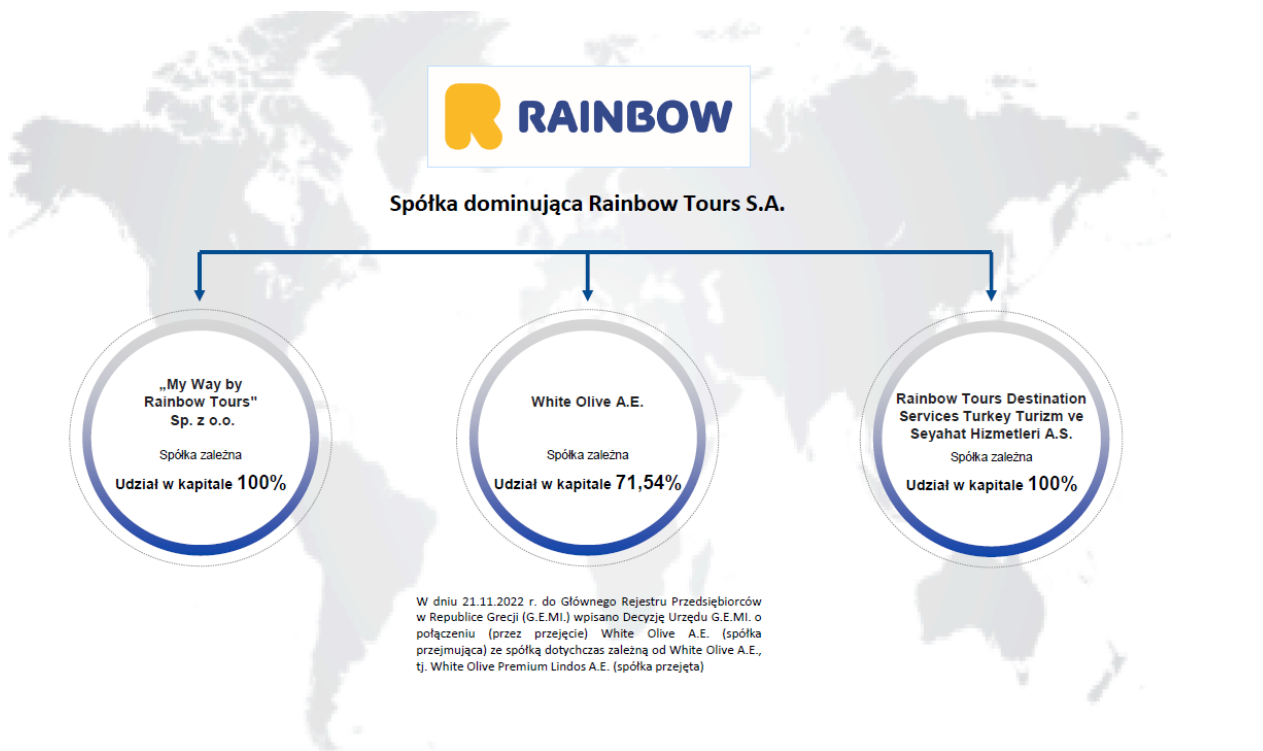 RAINBOW
Spółka dominująca Rainbow Tours S.A.
„My Way by
Rainbow Tours"
Sp. z o.o.
Spółka zależna
Udział w kapitale 100%
White Olive A.E.
Spółka zależna
Udział w kapitale 71,54%
Rainbow Tours Destination
Services Turkey Turizm ve
Seyahat Hizmetleri A.S.
Spółka zależna
Udział w kapitale 100%
W dniu 21.11.2022 r. do Głównego Rejestru Przedsiębiorców
w Republice Grecji (G.E.MI.) wpisano Decyzję Urzędu G.E.MI. o
połączeniu (przez przejęcie) White Olive A.E. (spółka
przejmująca) ze spółką dotychczas zależną od White Olive A.E.,
tj. White Olive Premium Lindos A.E. (spółka przejęta)